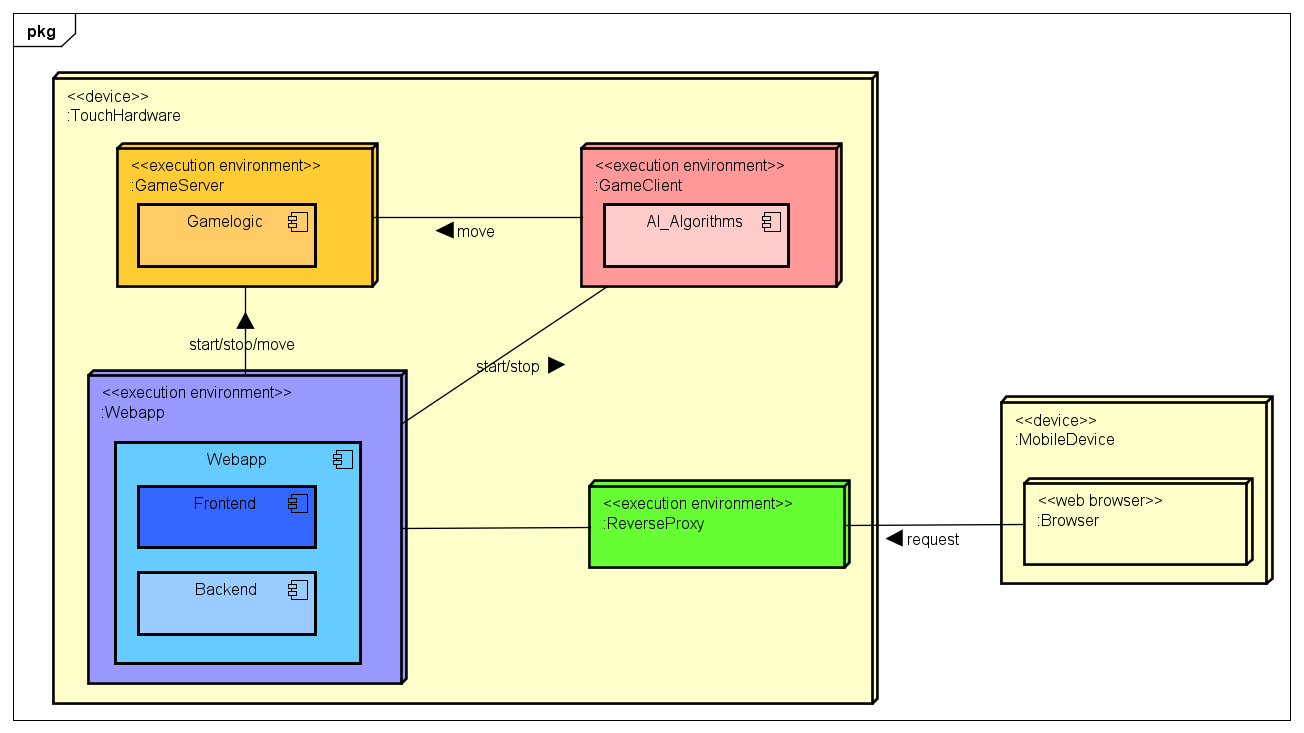 pkg
<<device>>
:TouchHardware
<<execution environment>>
:GameServer
Gamelogic
<<execution environment>>
:GameClient
AI_Algorithms
move
start/stop/move
start/stop
<<execution environment>>
:Webapp
Webapp
Frontend
Backend
<<execution environment>>
:ReverseProxy
request
<<device>>
:MobileDevice
<<web browser>>
:Browser